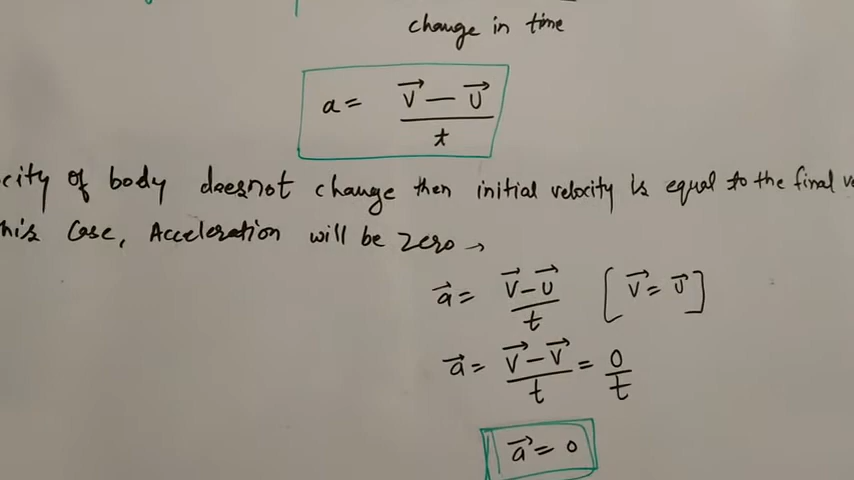 change in time
a = v⃗ — u⃗ / t
city of body doesnot change then initial velocity is equal to the final
this case, Acceleration will be zero →
a⃗ = v⃗ - u⃗ / t [v⃗ = u⃗]
a⃗ = v⃗ - v⃗ / t = 0 / t
a⃗ = 0